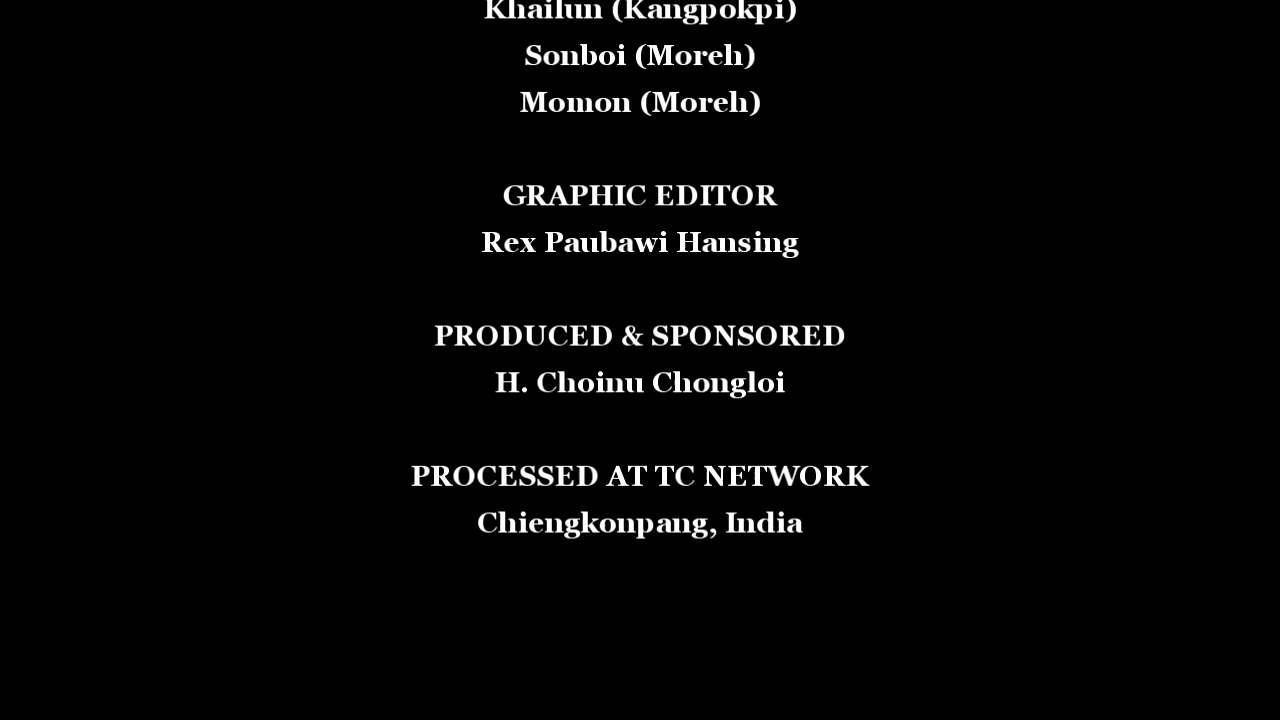 Khailun (Kangpokpi)
Sonboi (Moreh)
Momon (Moreh)
GRAPHIC EDITOR
Rex Paubawi Hansing
PRODUCED & SPONSORED
H. Choinu Chongloi
PROCESSED AT TC NETWORK
Chiengkonpang, India